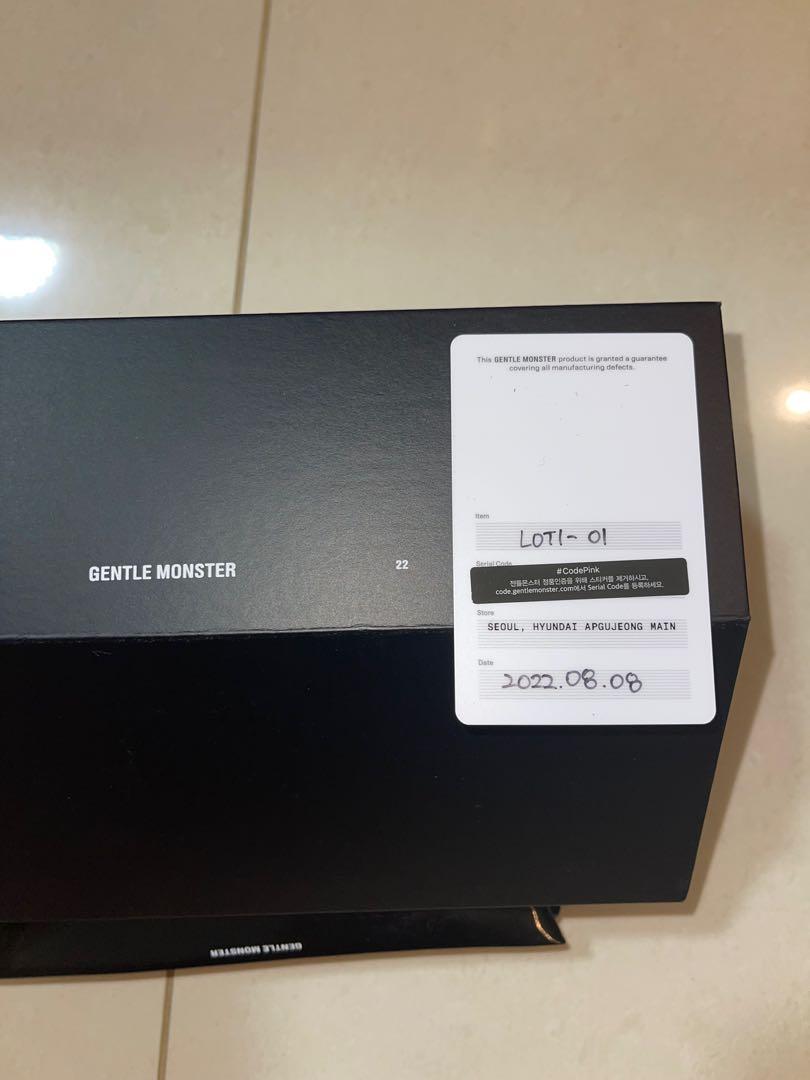 This GENTLE MONSTER product is granted a guarantee
covering all manufacturing defects.
Item
LOTI- 01
Serial Code
#CodePink
젠틀몬스터 정품인증을 위해 스티커를 제거하시고,
code.gentlemonster.com에서 Serial Code를 등록하세요.
Store
SEOUL, HYUNDAI APGUJEONG MAIN
Date
2022.08.08
GENTLE MONSTER
22
GENTLE MONSTER